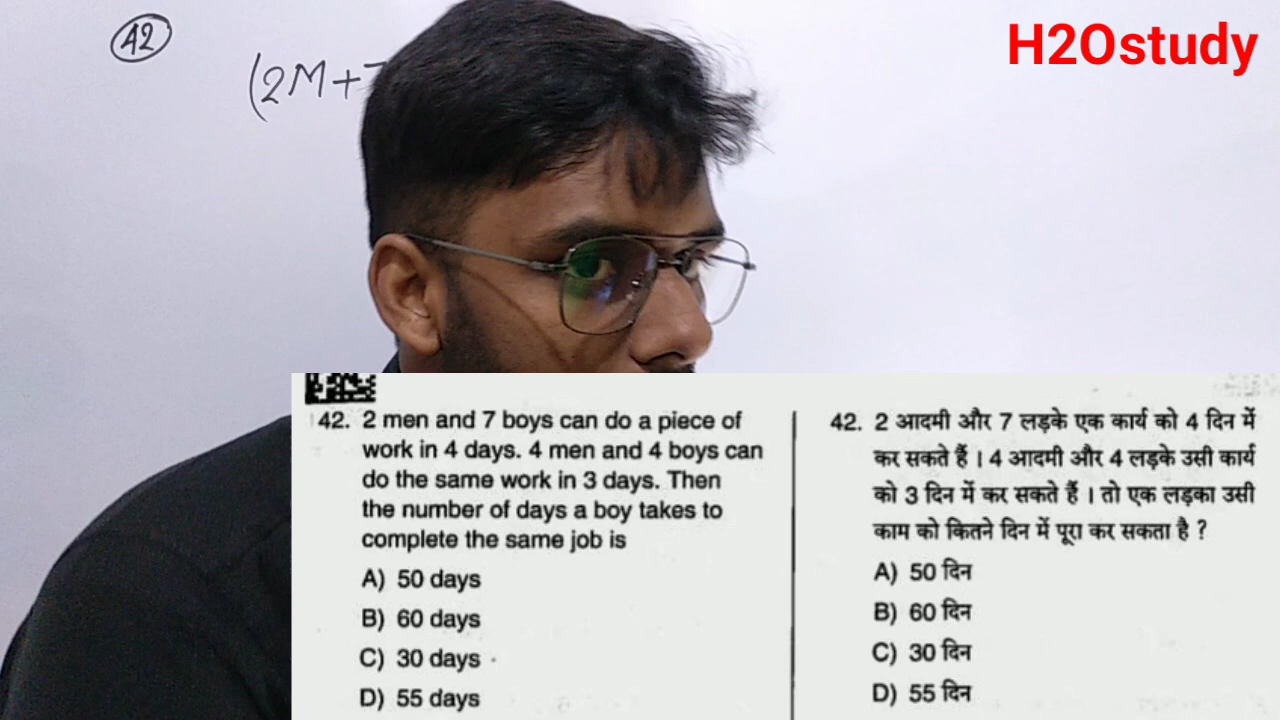 42
H2Ostudy
(2M+7
42. 2 men and 7 boys can do a piece of
work in 4 days. 4 men and 4 boys can
do the same work in 3 days. Then
the number of days a boy takes to
complete the same job is
A) 50 days
B) 60 days
C) 30 days
D) 55 days
42. 2 आदमी और 7 लड़के एक कार्य को 4 दिन में
कर सकते हैं । 4 आदमी और 4 लड़के उसी कार्य
को 3 दिन में कर सकते हैं । तो एक लड़का उसी
काम को कितने दिन में पूरा कर सकता है ?
A) 50 दिन
B) 60 दिन
C) 30 दिन
D) 55 दिन